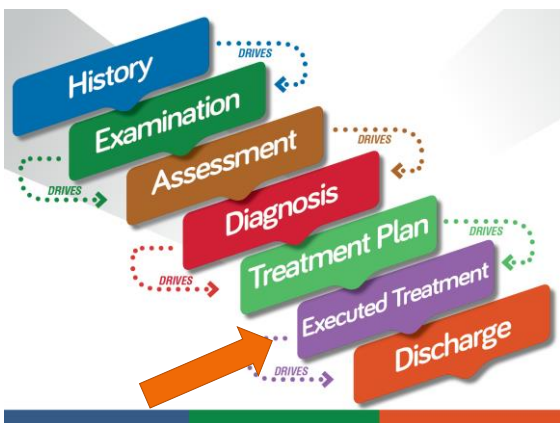 History
DRIVES
Examination
DRIVES
Assessment
DRIVES
Diagnosis
DRIVES
Treatment Plan
DRIVES
Executed Treatment
DRIVES
Discharge